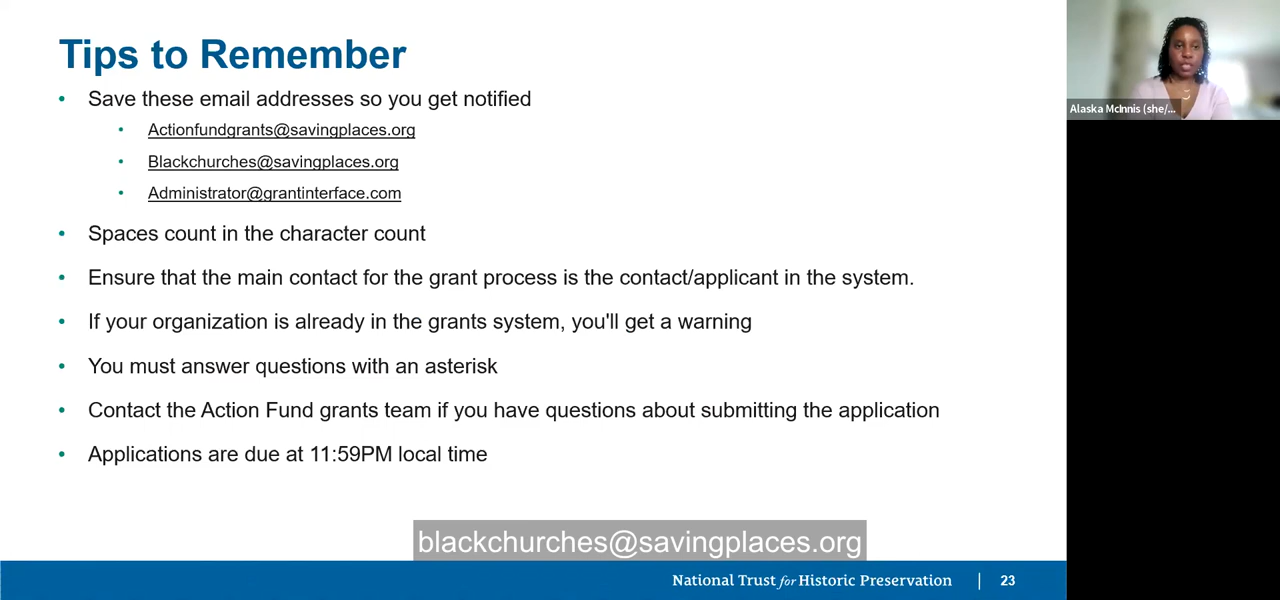 Tips to Remember
• Save these email addresses so you get notified
• Actionfundgrants@savingplaces.org
• Blackchurches@savingplaces.org
• Administrator@grantinterface.com
• Spaces count in the character count
• Ensure that the main contact for the grant process is the contact/applicant in the system.
• If your organization is already in the grants system, you'll get a warning
• You must answer questions with an asterisk
• Contact the Action Fund grants team if you have questions about submitting the application
• Applications are due at 11:59PM local time
blackchurches@savingplaces.org
National Trust for Historic Preservation | 23
Alaska McInnis (she/...